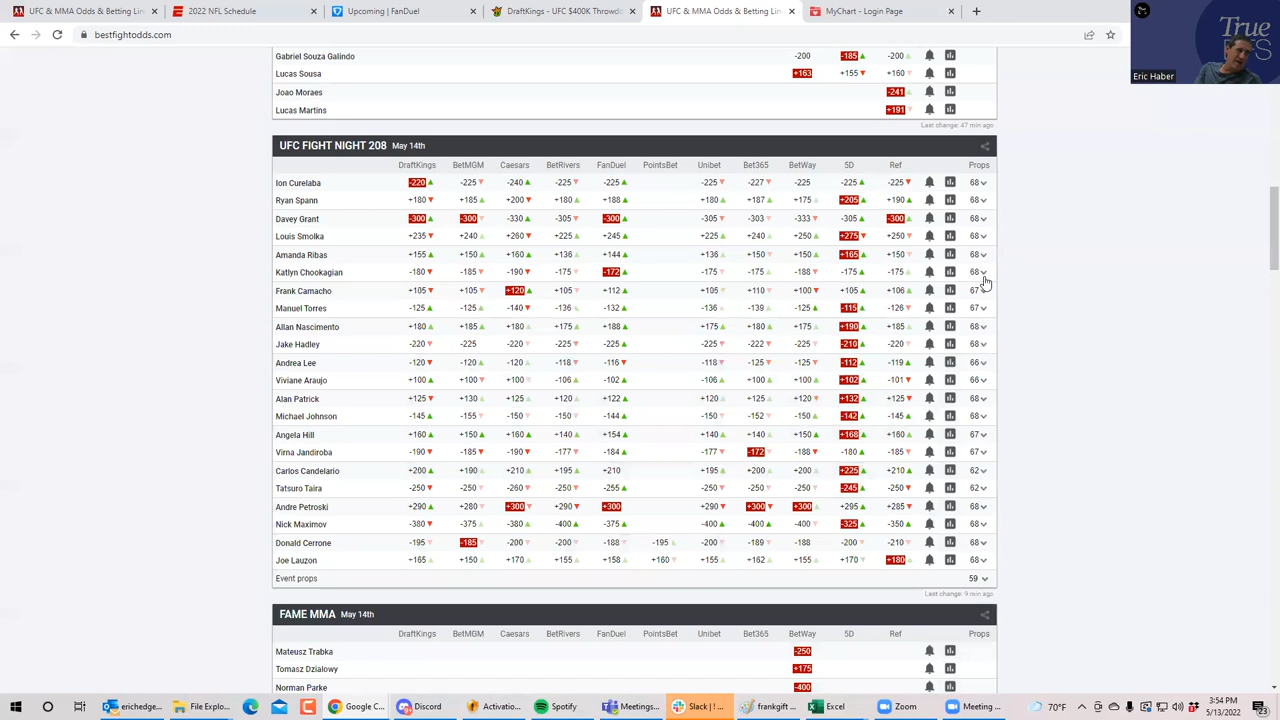 UFC & MMA Odds & Betting Lin
2022 NFL Schedule
Upcoming | FanDuel
DraftKings - UFC $400K Throwdo
UFC & MMA Odds & Betting Lin
MyChart - Login Page
bestfightodds.com
True
Eric Haber
Gabriel Souza Galindo -200 -185 -200
Lucas Sousa +163 +155 +160
Joao Moraes -241
Lucas Martins +191
Last change: 47 min ago
UFC FIGHT NIGHT 208 May 14th
DraftKings BetMGM Caesars BetRivers FanDuel PointsBet Unibet Bet365 BetWay 5D Ref Props
Ion Curelaba -220 -225 -240 -225 -225 -225 -227 -225 -225 -225 68
Ryan Spann +180 +185 +200 +180 +188 +180 +187 +175 +205 +190 68
Davey Grant -300 -300 -330 -305 -300 -305 -303 -333 -305 -300 68
Louis Smolka +235 +240 +260 +225 +245 +225 +240 +250 +275 +250 68
Amanda Ribas +155 +150 +160 +136 +144 +136 +150 +150 +165 +150 68
Katlyn Chookagian -180 -185 -190 -175 -172 -175 -175 -188 -175 -175 68
Frank Camacho +105 +105 +120 +105 +112 +105 +110 +100 +105 +106 67
Manuel Torres -125 -125 -140 -136 -132 -136 -139 -125 -115 -126 67
Allan Nascimento +180 +185 +180 +175 +188 +175 +180 +175 +190 +185 68
Jake Hadley -220 -225 -220 -225 -225 -225 -222 -225 -210 -220 68
Andrea Lee -120 -120 -120 -118 -116 -118 -125 -125 -112 -119 66
Viviane Araujo +100 +100 +100 -106 -102 -106 +100 +100 +102 -101 66
Alan Patrick +125 +130 +125 +120 +122 +120 +125 +120 +132 +125 68
Michael Johnson -145 -155 -150 -150 -144 -150 -152 -150 -142 -145 68
Angela Hill +160 +150 +160 +140 +154 +140 +140 +150 +168 +160 67
Virna Jandiroba -190 -185 -190 -177 -184 -177 -172 -188 -180 -185 67
Carlos Candelario +200 +190 +210 +195 +210 +195 +200 +200 +225 +210 62
Tatsuro Taira -250 -250 -260 -250 -255 -250 -250 -250 -245 -250 62
Andre Petroski +290 +280 +300 +290 +300 +290 +300 +300 +295 +285 68
Nick Maximov -380 -375 -380 -400 -375 -400 -400 -400 -325 -350 68
Donald Cerrone -195 -185 -200 -200 -188 -195 -200 -189 -188 -200 -210 68
Joe Lauzon +165 +150 +170 +155 +158 +160 +155 +162 +155 +170 +180 68
Event props 59
Last change: 9 min ago
FAME MMA May 14th
DraftKings BetMGM Caesars BetRivers FanDuel PointsBet Unibet Bet365 BetWay 5D Ref Props
Mateusz Trabka -250
Tomasz Dzialowy +175
Norman Parke -400
erichedge...
File Explo...
Google C...
Discord
Activation...
Spotify
Meetings...
Slack | ! ...
frankgift ...
Excel
Zoom
Meeting ...
70°F
3:54 PM
5/13/2022
23